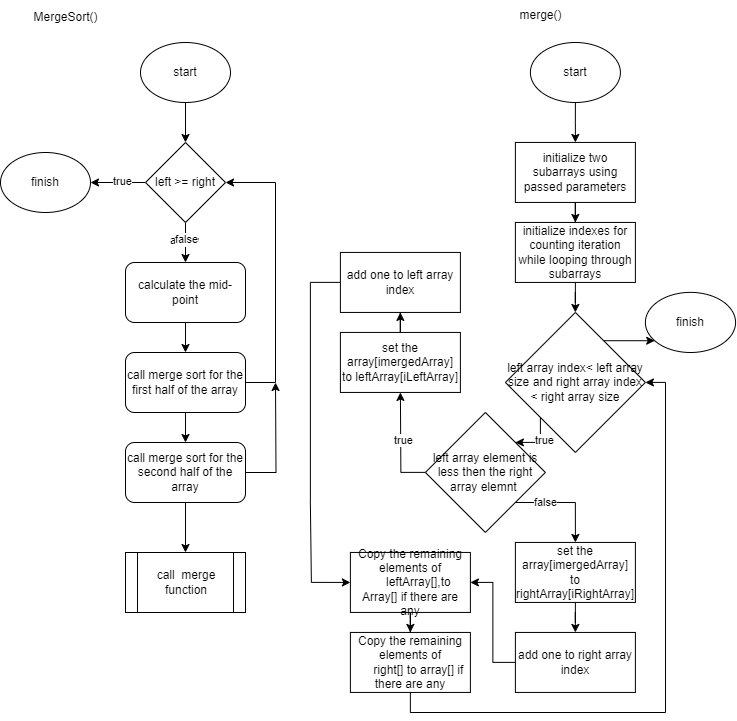 MergeSort()
start
left >= right
true
finish
false
calculate the mid-
point
call merge sort for the
first half of the array
call merge sort for the
second half of the
array
call merge
function
merge()
start
initialize two
subarrays using
passed parameters
initialize indexes for
counting iteration
while looping through
subarrays
finish
left array index< left array
size and right array index
< right array size
true
left array element is
less then the right
array elemnt
true
set the
array[imergedArray]
to leftArray[iLeftArray]
add one to left array
index
false
set the
array[imergedArray]
to
rightArray[iRightArray]
add one to right array
index
Copy the remaining
elements of
leftArray[],to
Array[] if there are
any
Copy the remaining
elements of
right[] to array[] if
there are any